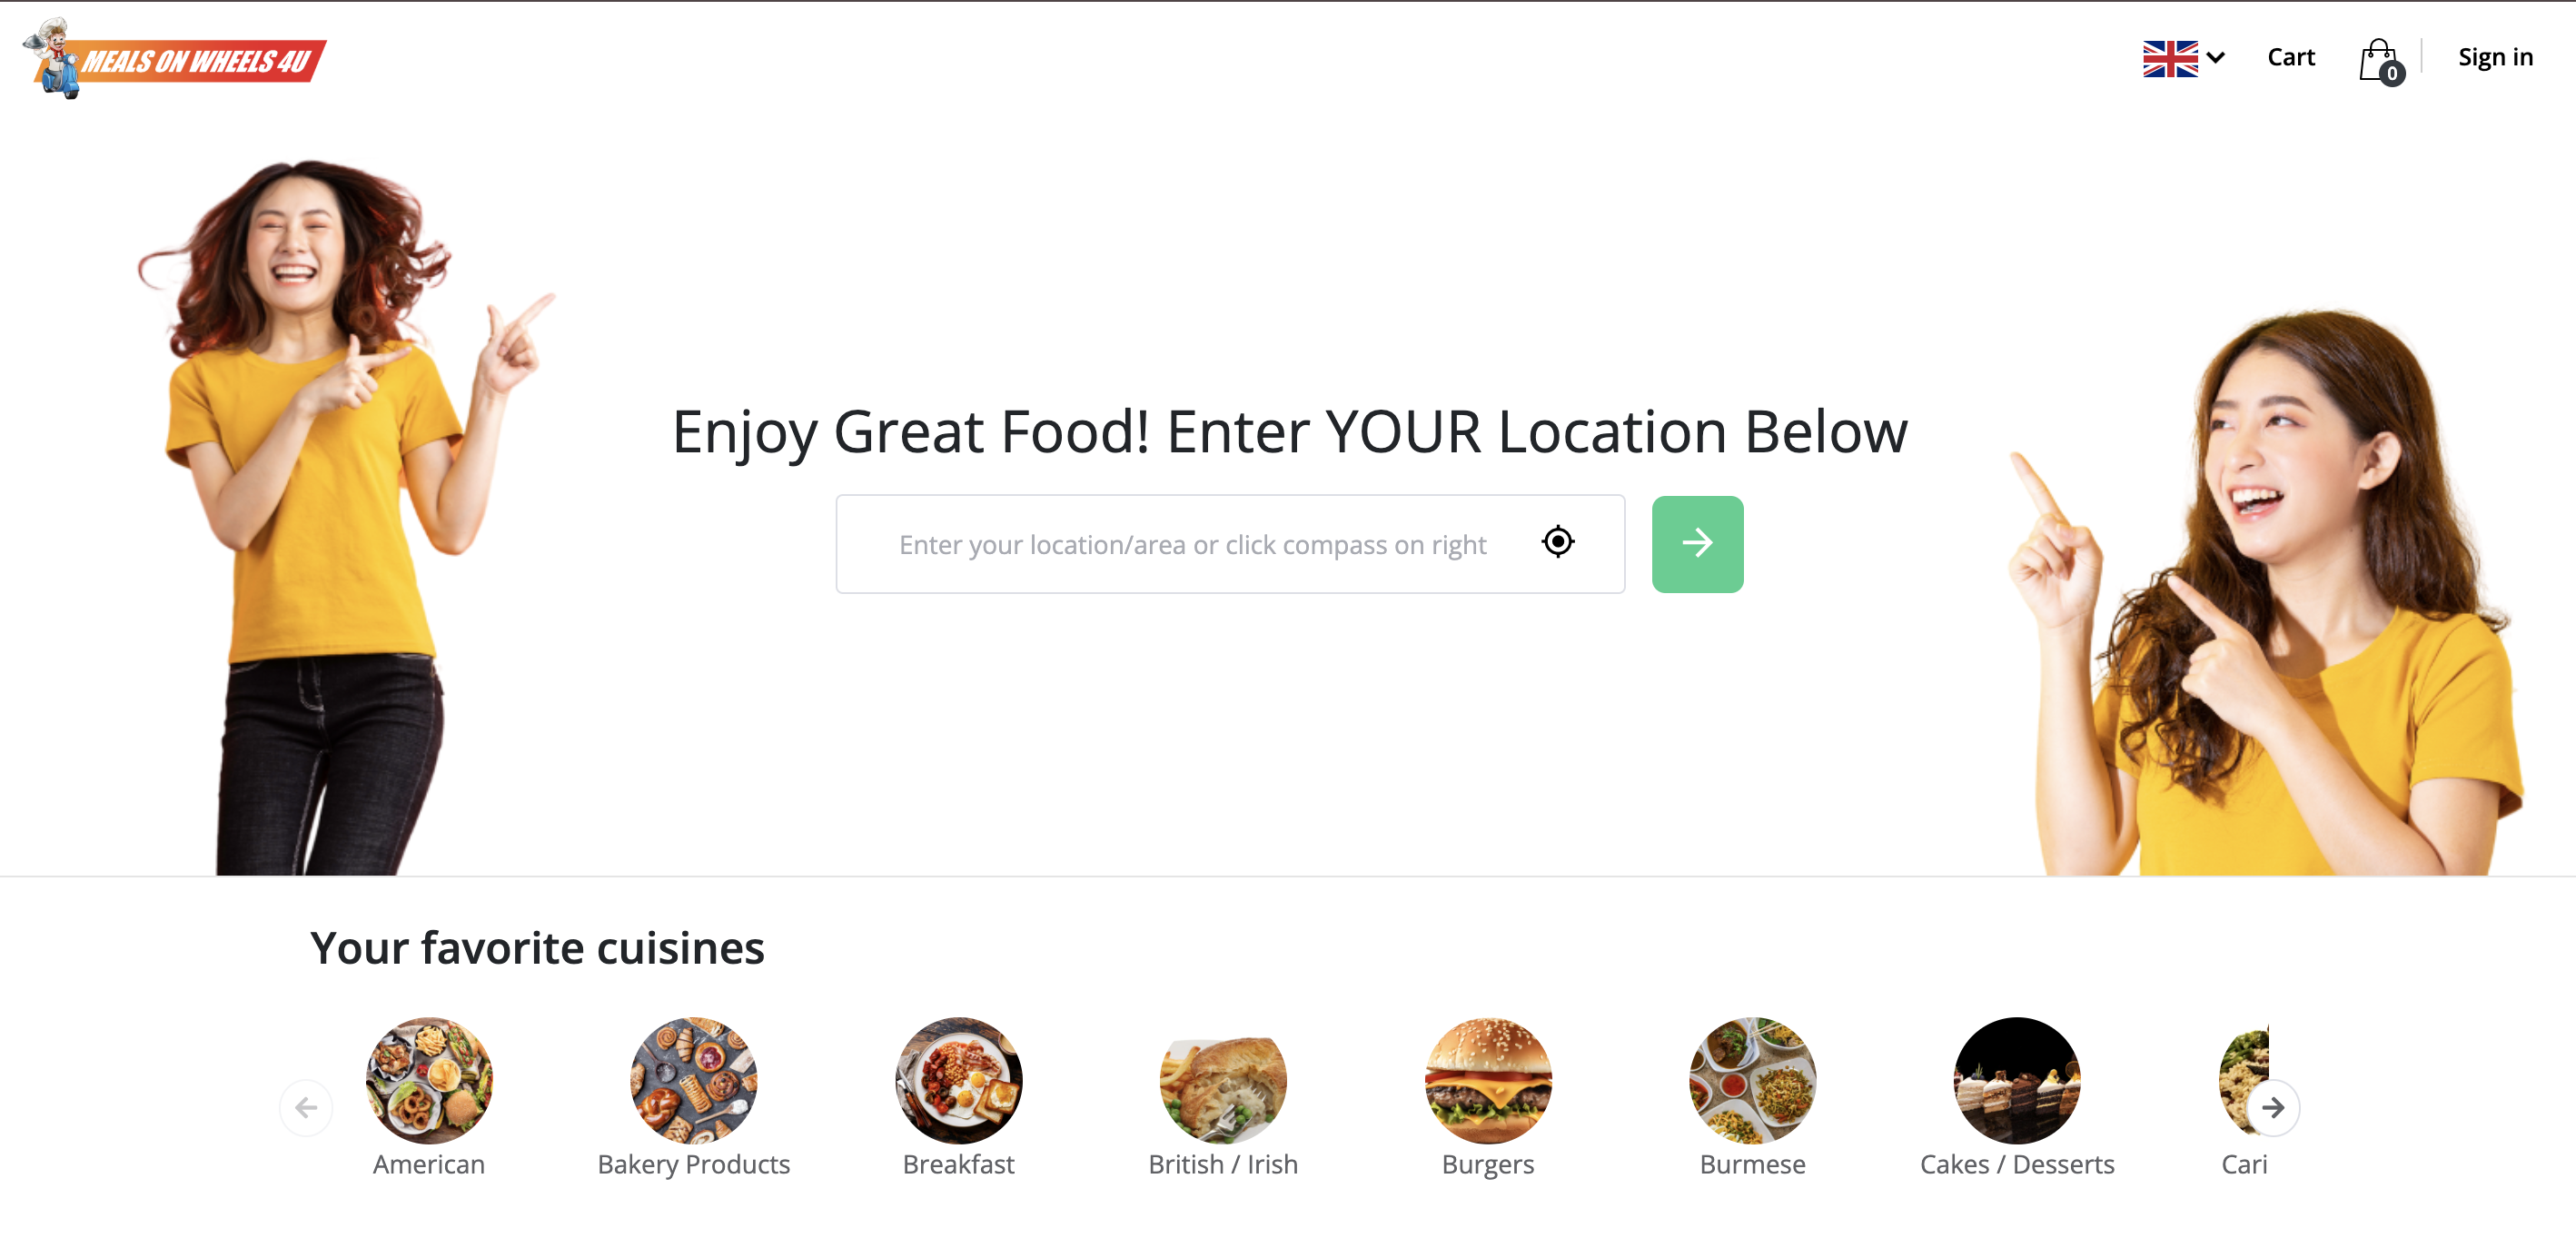 MEALS ON WHEELS 4U
Cart
0
Sign in
Enjoy Great Food! Enter YOUR Location Below
Enter your location/area or click compass on right
Your favorite cuisines
American
Bakery Products
Breakfast
British / Irish
Burgers
Burmese
Cakes / Desserts
Cari